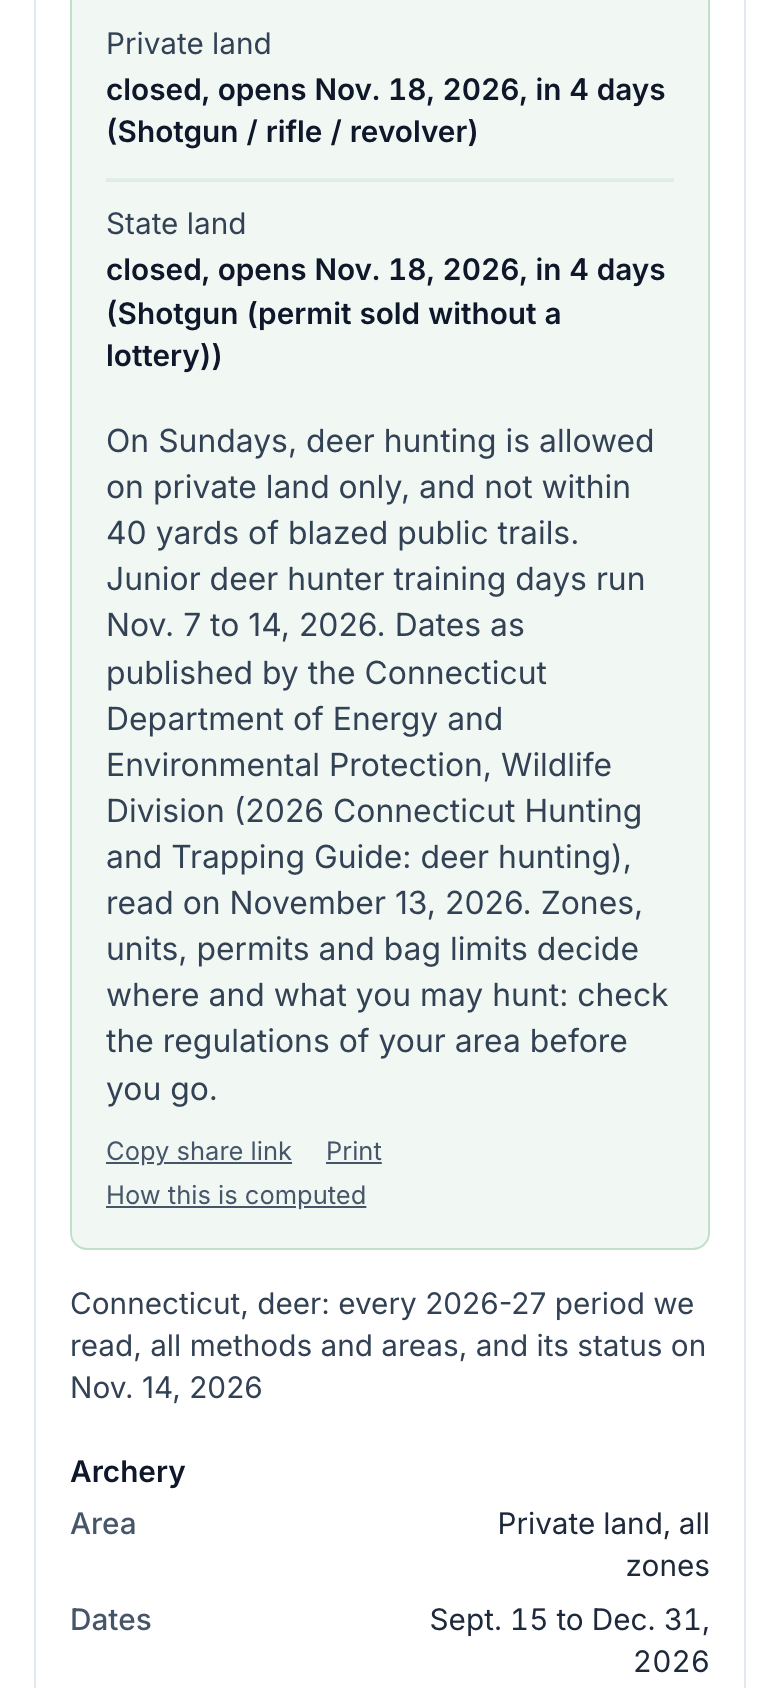 Private land
closed, opens Nov. 18, 2026, in 4 days
(Shotgun / rifle / revolver)
State land
closed, opens Nov. 18, 2026, in 4 days
(Shotgun (permit sold without a
lottery))
On Sundays, deer hunting is allowed
on private land only, and not within
40 yards of blazed public trails.
Junior deer hunter training days run
Nov. 7 to 14, 2026. Dates as
published by the Connecticut
Department of Energy and
Environmental Protection, Wildlife
Division (2026 Connecticut Hunting
and Trapping Guide: deer hunting),
read on November 13, 2026. Zones,
units, permits and bag limits decide
where and what you may hunt: check
the regulations of your area before
you go.
Copy share link Print
How this is computed
Connecticut, deer: every 2026-27 period we
read, all methods and areas, and its status on
Nov. 14, 2026
Archery
Area Private land, all
zones
Dates Sept. 15 to Dec. 31,
2026